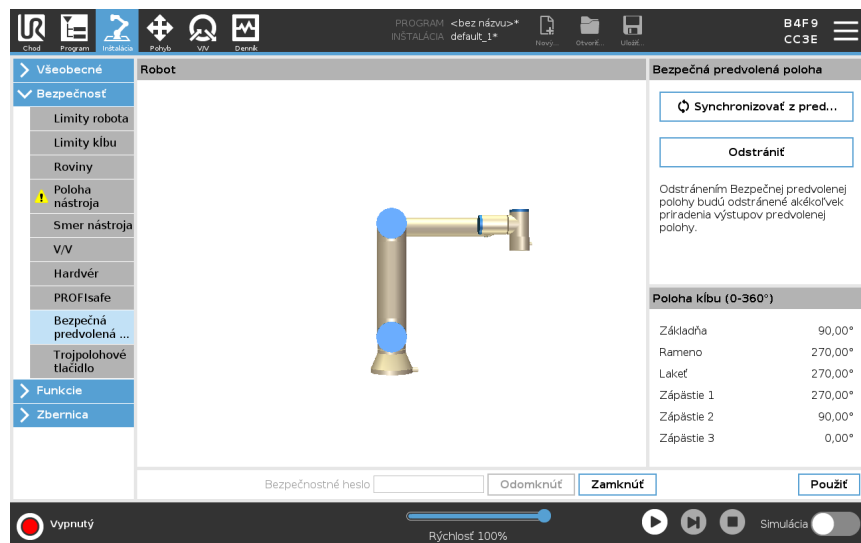 UR
Chod
Program
Inštalácia
Pohyb
V/V
Denník
PROGRAM <bez názvu>*
INŠTALÁCIA default_1*
Nový...
Otvoriť...
Uložiť...
B4F9
CC3E
Všeobecné
Bezpečnosť
Limity robota
Limity kĺbu
Roviny
Poloha
nástroja
Smer nástroja
V/V
Hardvér
PROFIsafe
Bezpečná
predvolená ...
Trojpolohové
tlačidlo
Funkcie
Zbernica
Robot
Bezpečná predvolená poloha
Synchronizovať z pred...
Odstrániť
Odstránením Bezpečnej predvolenej
polohy budú odstránené akékoľvek
priradenia výstupov predvolenej
polohy.
Poloha kĺbu (0-360°)
Základňa 90,00°
Rameno 270,00°
Lakeť 270,00°
Zápästie 1 270,00°
Zápästie 2 90,00°
Zápästie 3 0,00°
Bezpečnostné heslo
Odomknúť
Zamknúť
Použiť
Vypnutý
Rýchlosť 100%
Simulácia